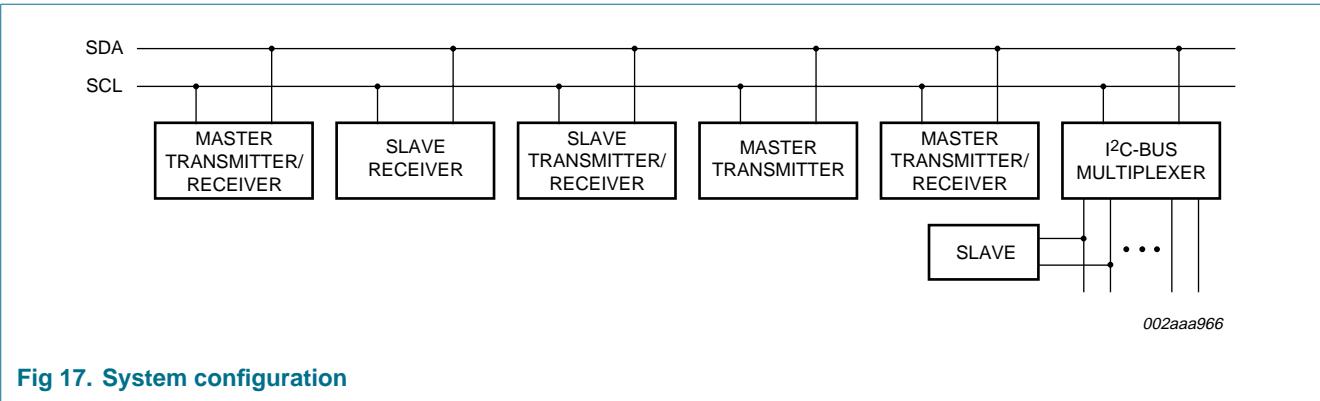 SDA
SCL
MASTER
TRANSMITTER/
RECEIVER
SLAVE
RECEIVER
SLAVE
TRANSMITTER/
RECEIVER
MASTER
TRANSMITTER
MASTER
TRANSMITTER/
RECEIVER
I²C-BUS
MULTIPLEXER
SLAVE
002aaa966
Fig 17. System configuration